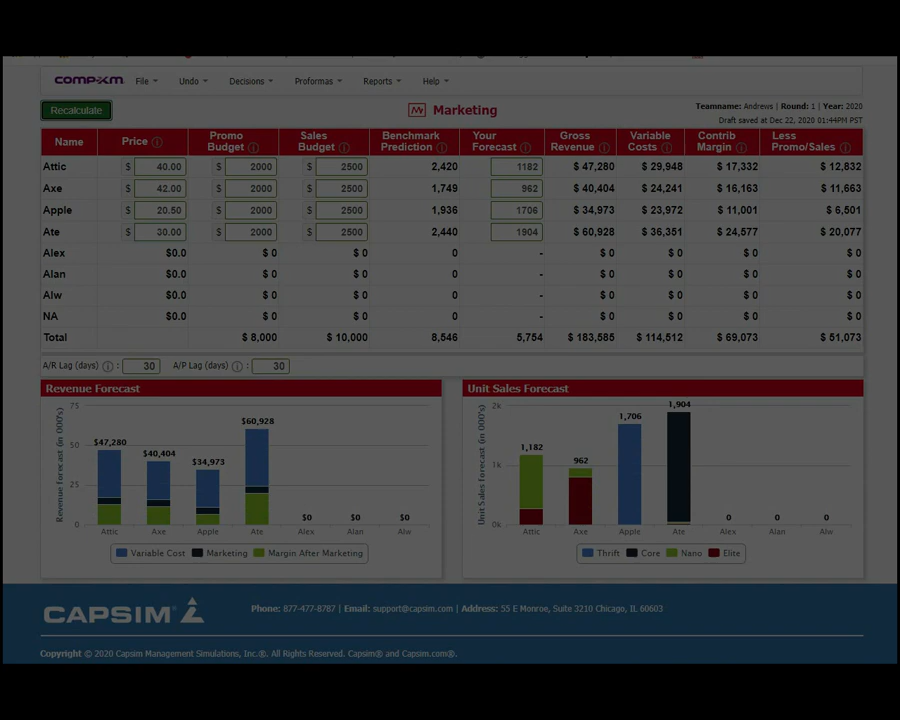 COMP-XM File Undo Decisions Proformas Reports Help
Recalculate
Marketing
Teamname: Andrews | Round: 1 | Year: 2020
Draft saved at Dec 22, 2020 01:44PM PST
Name Price Promo Budget Sales Budget Benchmark Prediction Your Forecast Gross Revenue Variable Costs Contrib Margin Less Promo/Sales
Attic $ 40.00 $ 2000 $ 2500 2,420 1182 $ 47,280 $ 29,948 $ 17,332 $ 12,832
Axe $ 42.00 $ 2000 $ 2500 1,749 962 $ 40,404 $ 24,241 $ 16,163 $ 11,663
Apple $ 20.50 $ 2000 $ 2500 1,936 1706 $ 34,973 $ 23,972 $ 11,001 $ 6,501
Ate $ 30.00 $ 2000 $ 2500 2,440 1904 $ 60,928 $ 36,351 $ 24,577 $ 20,077
Alex $0.0 $ 0 $ 0 0 - $ 0 $ 0 $ 0 $ 0
Alan $0.0 $ 0 $ 0 0 - $ 0 $ 0 $ 0 $ 0
Alw $0.0 $ 0 $ 0 0 - $ 0 $ 0 $ 0 $ 0
NA $0.0 $ 0 $ 0 0 - $ 0 $ 0 $ 0 $ 0
Total $ 8,000 $ 10,000 8,546 5,754 $ 183,585 $ 114,512 $ 69,073 $ 51,073
A/R Lag (days) : 30 A/P Lag (days) : 30
Revenue Forecast
Revenue Forecast (in 000's)
75
50
25
0
$47,280
$40,404
$34,973
$60,928
$0
$0
$0
Attic Axe Apple Ate Alex Alan Alw
Variable Cost Marketing Margin After Marketing
Unit Sales Forecast
Unit Sales Forecast (in 000's)
2k
1k
0k
1,182
962
1,706
1,904
0
0
0
Attic Axe Apple Ate Alex Alan Alw
Thrift Core Nano Elite
CAPSIM®
Phone: 877-477-8787 | Email: support@capsim.com | Address: 55 E Monroe, Suite 3210 Chicago, IL 60603
Copyright © 2020 Capsim Management Simulations, Inc.®. All Rights Reserved. Capsim® and Capsim.com®.